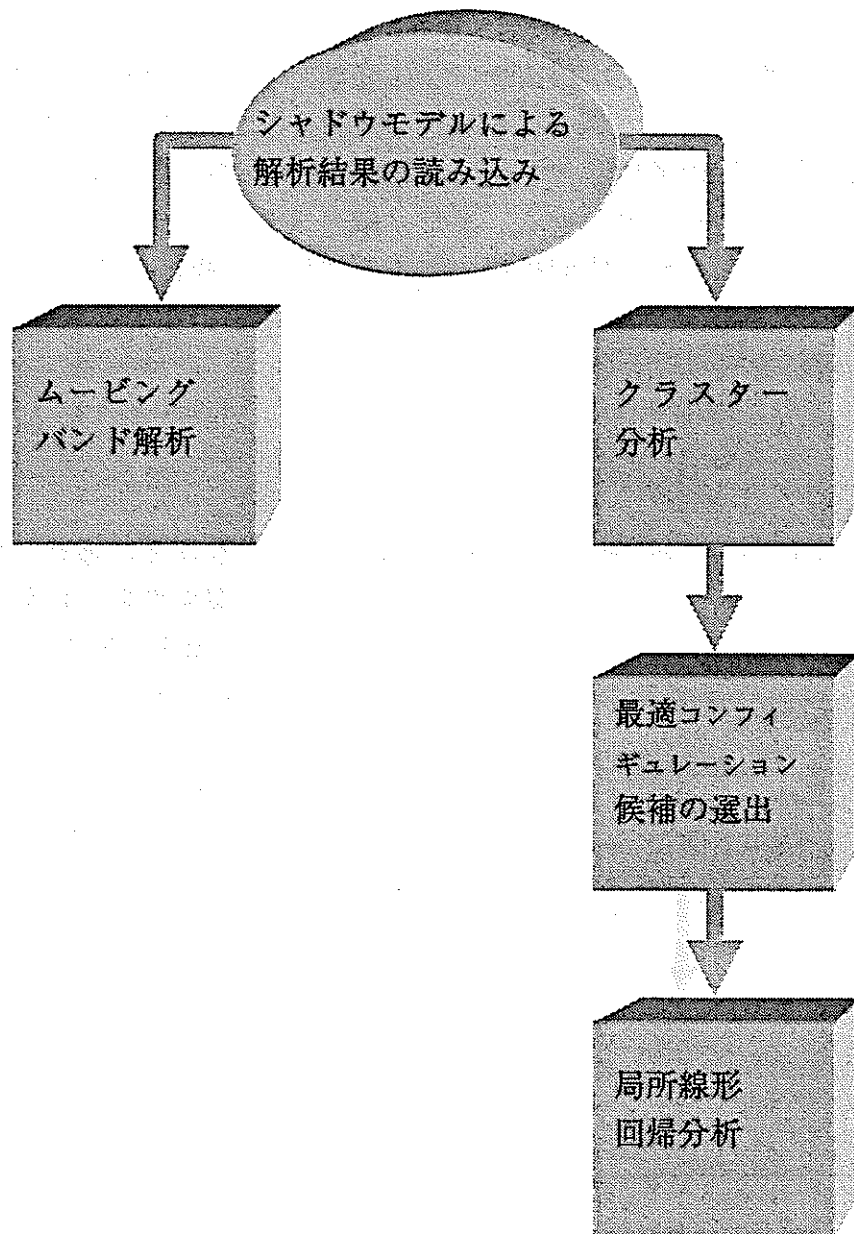 シャドウモデルによる
解析結果の読み込み
ムービング
バンド解析
クラスター
分析
最適コンフィ
ギュレーション
候補の選出
局所線形
回帰分析